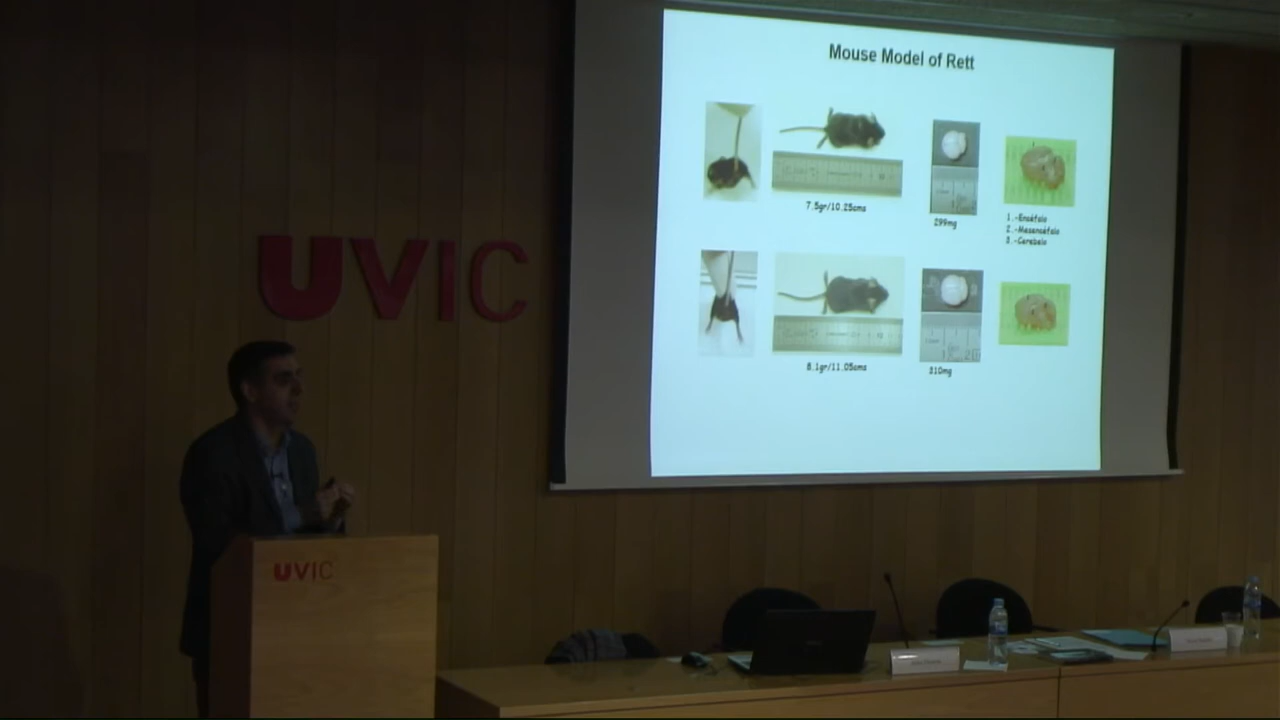 Mouse Model of Rett
7.5gr/10.25cms
299mg
1.-Encéfalo
2.-Mesencéfalo
3.-Cerebelo
8.1gr/11.05cms
310mg
UVIC
UVIC